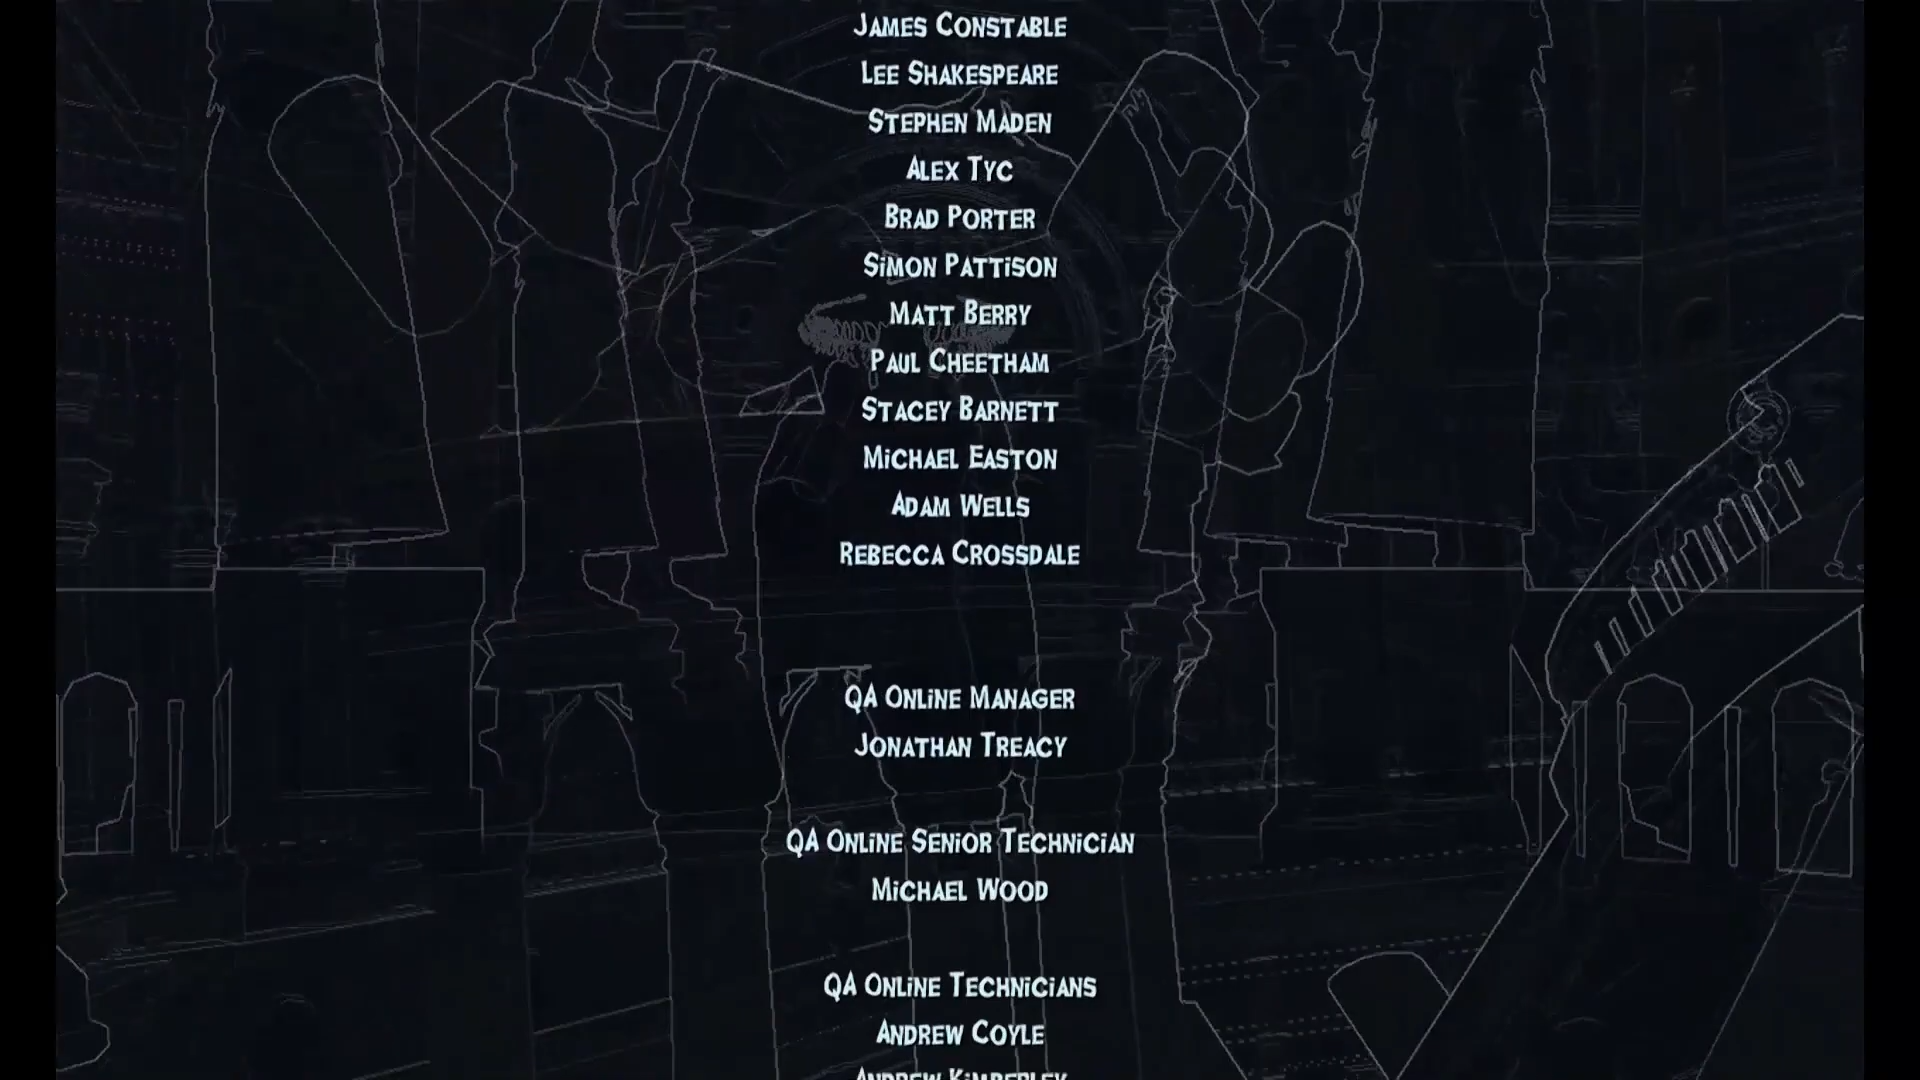 James Constable
Lee Shakespeare
Stephen Maden
Alex Tyc
Brad Porter
Simon Pattison
Matt Berry
Paul Cheetham
Stacey Barnett
Michael Easton
Adam Wells
Rebecca Crossdale
QA Online Manager
Jonathan Treacy
QA Online Senior Technician
Michael Wood
QA Online Technicians
Andrew Coyle
Andrew Kimberley